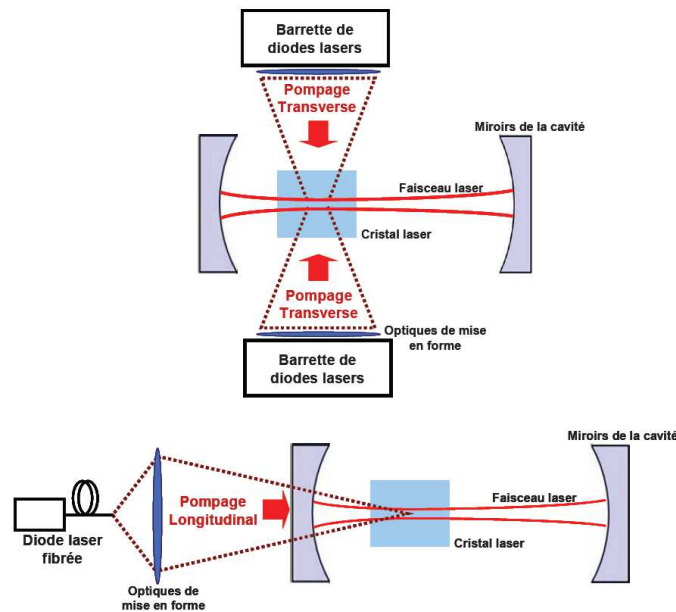 Barrette de
diodes lasers
Pompage
Transverse
Miroirs de la cavité
Faisceau laser
Cristal laser
Pompage
Transverse
Optiques de mise
en forme
Barrette de
diodes lasers
Miroirs de la cavité
Pompage
Longitudinal
Faisceau laser
Diode laser
fibrée
Cristal laser
Optiques
de mise en forme